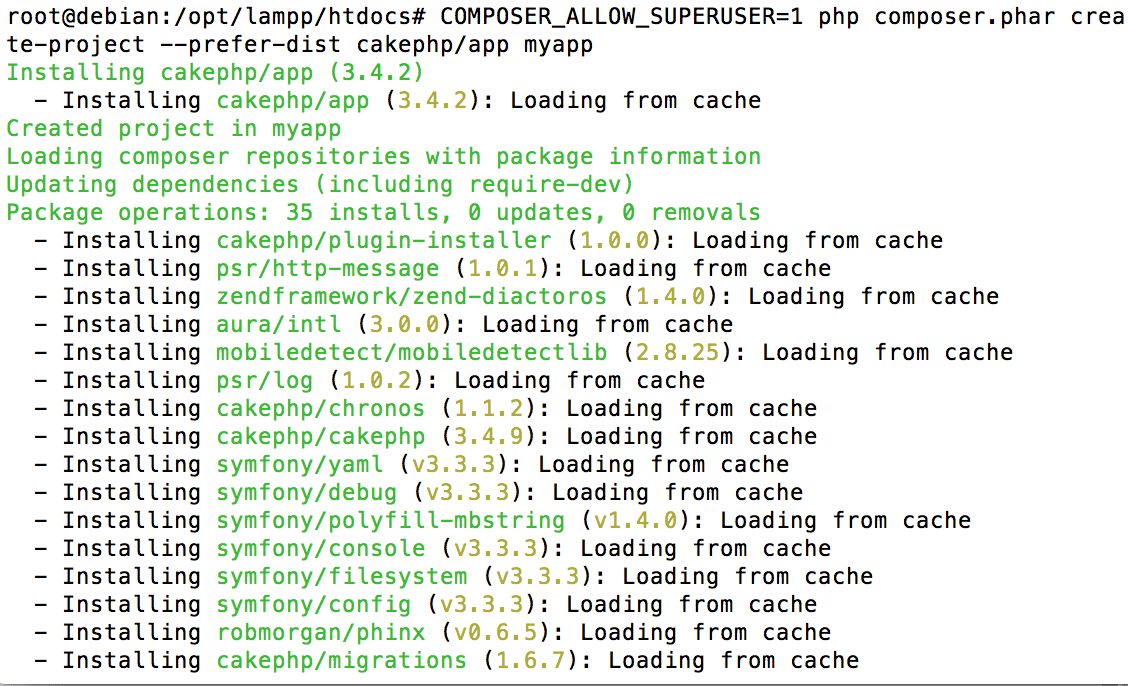 root@debian:/opt/lampp/htdocs# COMPOSER_ALLOW_SUPERUSER=1 php composer.phar crea
te-project --prefer-dist cakephp/app myapp
Installing cakephp/app (3.4.2)
  - Installing cakephp/app (3.4.2): Loading from cache
Created project in myapp
Loading composer repositories with package information
Updating dependencies (including require-dev)
Package operations: 35 installs, 0 updates, 0 removals
  - Installing cakephp/plugin-installer (1.0.0): Loading from cache
  - Installing psr/http-message (1.0.1): Loading from cache
  - Installing zendframework/zend-diactoros (1.4.0): Loading from cache
  - Installing aura/intl (3.0.0): Loading from cache
  - Installing mobiledetect/mobiledetectlib (2.8.25): Loading from cache
  - Installing psr/log (1.0.2): Loading from cache
  - Installing cakephp/chronos (1.1.2): Loading from cache
  - Installing cakephp/cakephp (3.4.9): Loading from cache
  - Installing symfony/yaml (v3.3.3): Loading from cache
  - Installing symfony/debug (v3.3.3): Loading from cache
  - Installing symfony/polyfill-mbstring (v1.4.0): Loading from cache
  - Installing symfony/console (v3.3.3): Loading from cache
  - Installing symfony/filesystem (v3.3.3): Loading from cache
  - Installing symfony/config (v3.3.3): Loading from cache
  - Installing robmorgan/phinx (v0.6.5): Loading from cache
  - Installing cakephp/migrations (1.6.7): Loading from cache